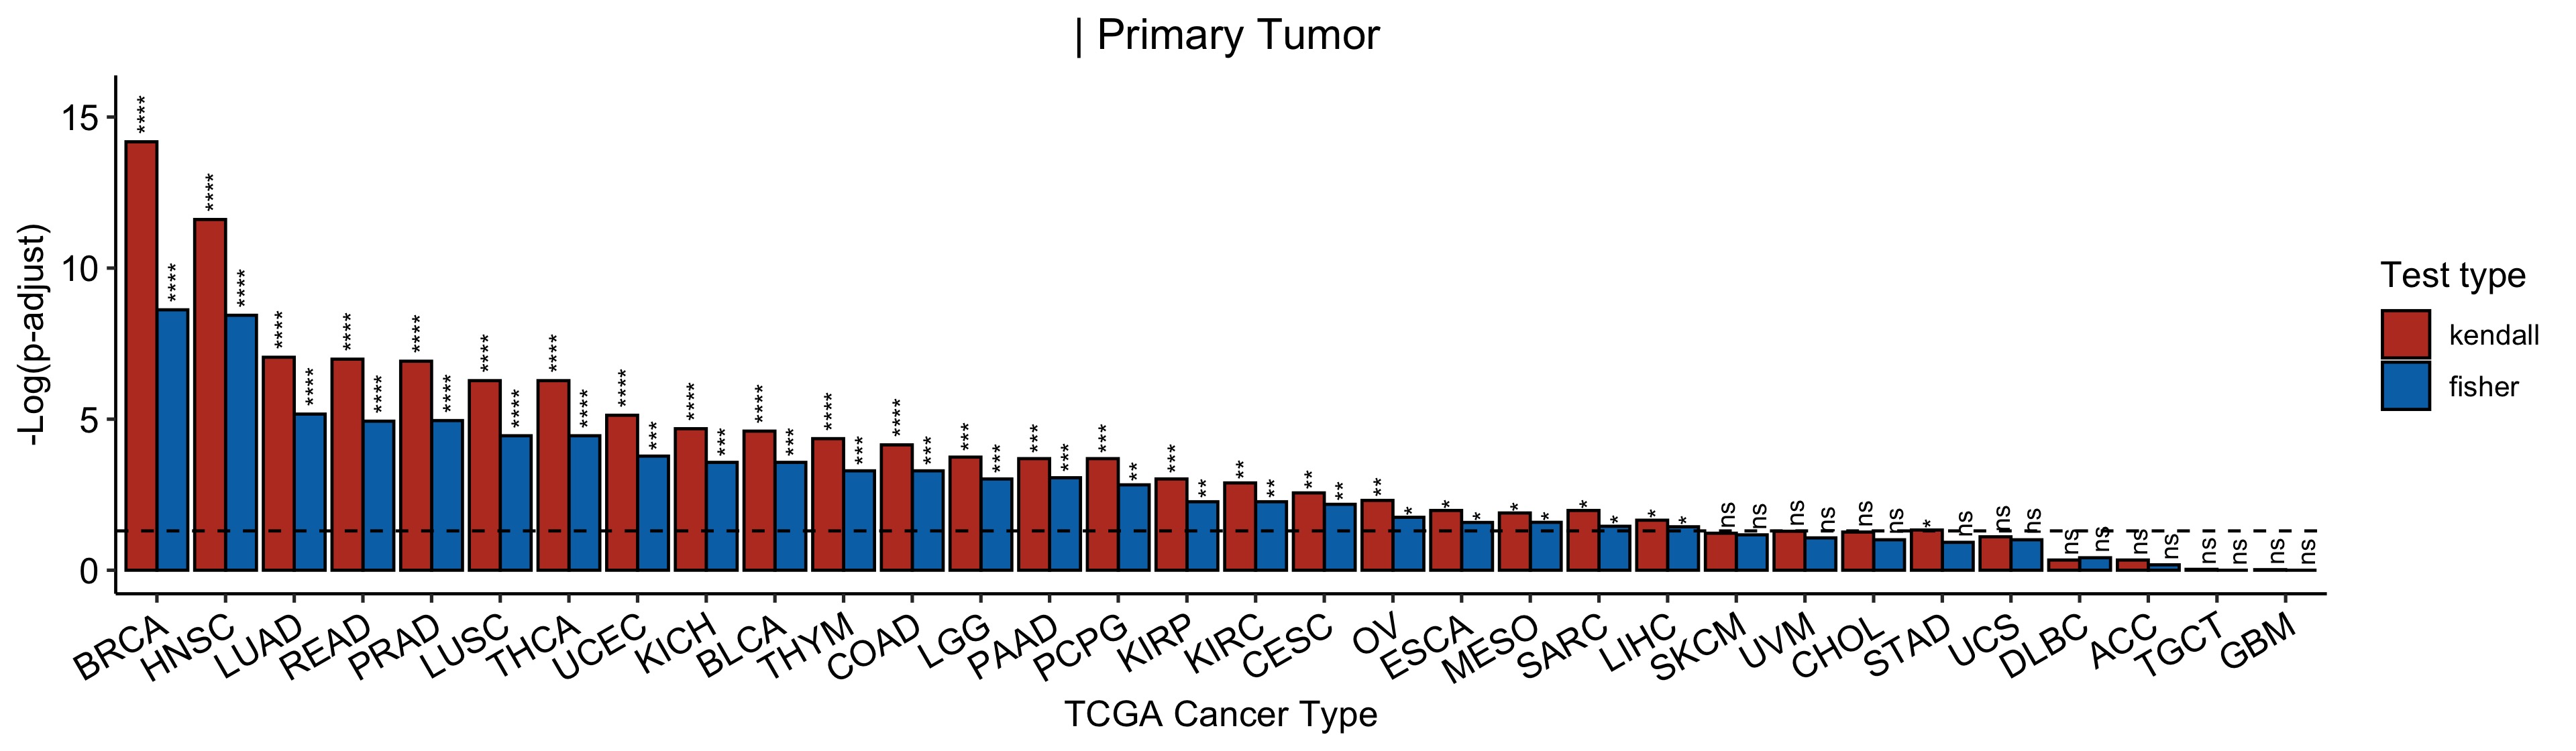 | Primary Tumor
-Log(p-adjust)
15
10
5
0
**** **** **** **** **** **** **** **** **** **** **** **** **** **** **** *** **** *** **** *** **** *** **** *** *** *** *** *** *** ** *** ** ** ** ** ** ** * * * * * * * * * ns ns ns ns ns ns * ns ns ns ns ns ns ns ns ns ns ns
BRCA HNSC LUAD READ PRAD LUSC THCA UCEC KICH BLCA THYM COAD LGG PAAD PCPG KIRP KIRC CESC OV ESCA MESO SARC LIHC SKCM UVM CHOL STAD UCS DLBC ACC TGCT GBM
TCGA Cancer Type
Test type
kendall
fisher